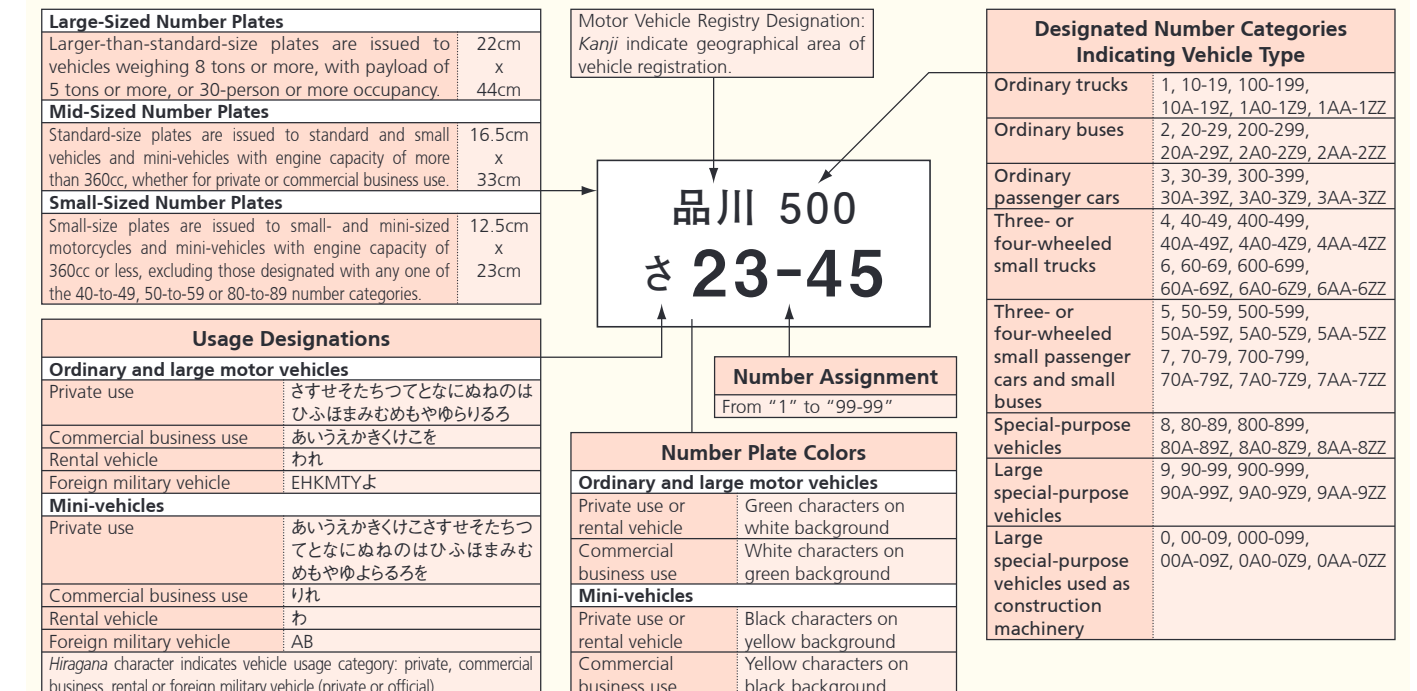 Large-Sized Number Plates
Larger-than-standard-size plates are issued to
vehicles weighing 8 tons or more, with payload of
5 tons or more, or 30-person or more occupancy.
22cm
x
44cm
Mid-Sized Number Plates
Standard-size plates are issued to standard and small
vehicles and mini-vehicles with engine capacity of more
than 360cc, whether for private or commercial business use.
16.5cm
x
33cm
Small-Sized Number Plates
Small-size plates are issued to small- and mini-sized
motorcycles and mini-vehicles with engine capacity of
360cc or less, excluding those designated with any one of
the 40-to-49, 50-to-59 or 80-to-89 number categories.
12.5cm
x
23cm
Usage Designations
Ordinary and large motor vehicles
Private use
さすせそたちつてとなにぬねのは
ひふほまみむめもやゆらりるろ
Commercial business use
あいうえかきくけこを
Rental vehicle
われ
Foreign military vehicle
EHKMTYよ
Mini-vehicles
Private use
あいうえかきくけこさすせそたちつ
てとなにぬねのはひふほまみむ
めもやゆよらるろを
Commercial business use
りれ
Rental vehicle
わ
Foreign military vehicle
AB
Hiragana character indicates vehicle usage category: private, commercial
business, rental or foreign military vehicle (private or official).
Motor Vehicle Registry Designation:
Kanji indicate geographical area of
vehicle registration.
品川 500
さ 23-45
Number Assignment
From “1” to “99-99”
Number Plate Colors
Ordinary and large motor vehicles
Private use or
rental vehicle
Green characters on
white background
Commercial
business use
White characters on
green background
Mini-vehicles
Private use or
rental vehicle
Black characters on
yellow background
Commercial
business use
Yellow characters on
black background
Designated Number Categories
Indicating Vehicle Type
Ordinary trucks
1, 10-19, 100-199,
10A-19Z, 1A0-1Z9, 1AA-1ZZ
Ordinary buses
2, 20-29, 200-299,
20A-29Z, 2A0-2Z9, 2AA-2ZZ
Ordinary
passenger cars
3, 30-39, 300-399,
30A-39Z, 3A0-3Z9, 3AA-3ZZ
Three- or
four-wheeled
small trucks
4, 40-49, 400-499,
40A-49Z, 4A0-4Z9, 4AA-4ZZ
6, 60-69, 600-699,
60A-69Z, 6A0-6Z9, 6AA-6ZZ
Three- or
four-wheeled
small passenger
cars and small
buses
5, 50-59, 500-599,
50A-59Z, 5A0-5Z9, 5AA-5ZZ
7, 70-79, 700-799,
70A-79Z, 7A0-7Z9, 7AA-7ZZ
Special-purpose
vehicles
8, 80-89, 800-899,
80A-89Z, 8A0-8Z9, 8AA-8ZZ
Large
special-purpose
vehicles
9, 90-99, 900-999,
90A-99Z, 9A0-9Z9, 9AA-9ZZ
Large
special-purpose
vehicles used as
construction
machinery
0, 00-09, 000-099,
00A-09Z, 0A0-0Z9, 0AA-0ZZ